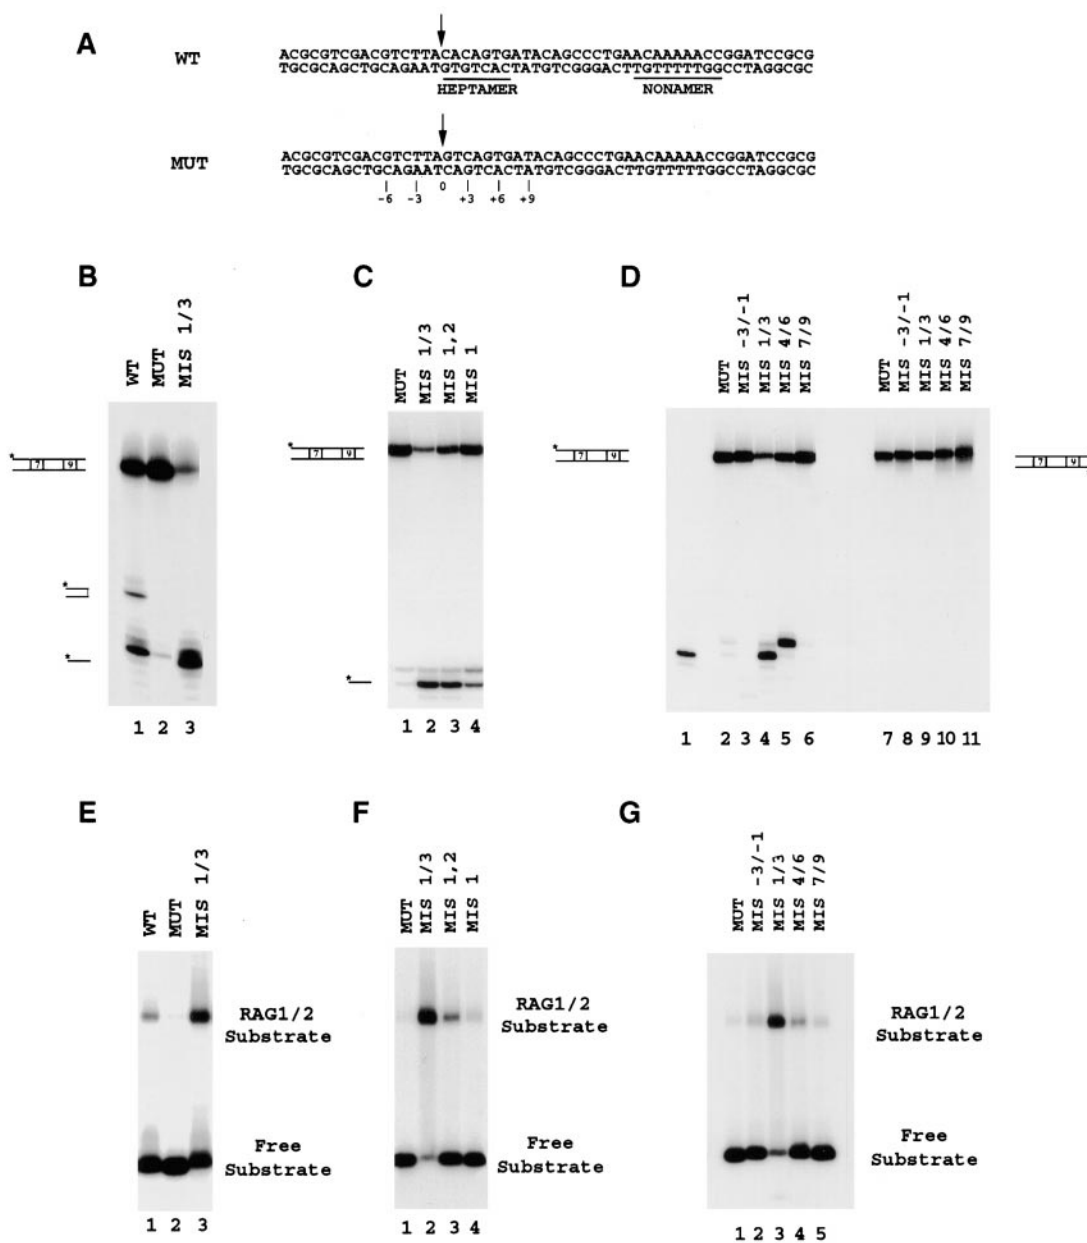 A
WT
ACGCGTCGACGTCTTACACAGTGATACAGCCCTGAACAAAAACCGGATCCGCG
TGCGCAGCTGCAGAATGTGTCACTATGTCGGGACTTGTTTTTGGCCTAGGCGC
HEPTAMER NONAMER
MUT
ACGCGTCGACGTCTTAGTCAGTGATACAGCCCTGAACAAAAACCGGATCCGCG
TGCGCAGCTGCAGAATCAGTCACTATGTCGGGACTTGTTTTTGGCCTAGGCGC
-6 -3 0 +3 +6 +9
B
WT
MUT
MIS 1/3
* 7 9
*
*
1 2 3
C
MUT
MIS 1/3
MIS 1,2
MIS 1
* 7 9
*
1 2 3 4
D
MUT
MIS -3/-1
MIS 1/3
MIS 4/6
MIS 7/9
MUT
MIS -3/-1
MIS 1/3
MIS 4/6
MIS 7/9
* 7 9
7 9
1 2 3 4 5 6 7 8 9 10 11
E
WT
MUT
MIS 1/3
RAG1/2
Substrate
Free
Substrate
1 2 3
F
MUT
MIS 1/3
MIS 1,2
MIS 1
RAG1/2
Substrate
Free
Substrate
1 2 3 4
G
MUT
MIS -3/-1
MIS 1/3
MIS 4/6
MIS 7/9
RAG1/2
Substrate
Free
Substrate
1 2 3 4 5